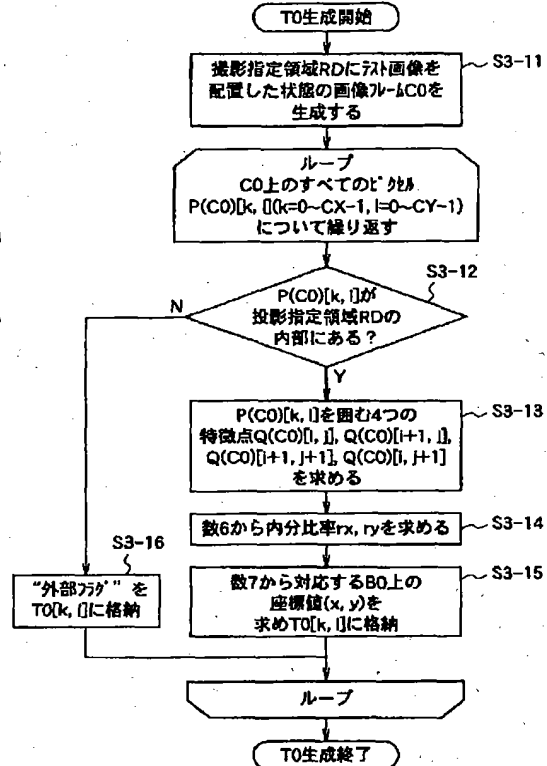 T0生成開始
S3-11
撮影指定領域RDにテスト画像を
配置した状態の画像フレームC0を
生成する
ループ
C0上のすべてのピクセル
P(C0)[k, l](k=0~CX-1, l=0~CY-1)
について繰り返す
S3-12
P(C0)[k, l]が
投影指定領域RDの
内部にある？
N
Y
S3-13
P(C0)[k, l]を囲む4つの
特徴点Q(C0)[i, j], Q(C0)[i+1, j],
Q(C0)[i+1, j+1], Q(C0)[i, j+1]
を求める
S3-14
数6から内分比率rx, ryを求める
S3-15
数7から対応するB0上の
座標値(x, y)を
求めT0[k, l]に格納
S3-16
“外部フラグ”を
T0[k, l]に格納
ループ
T0生成終了